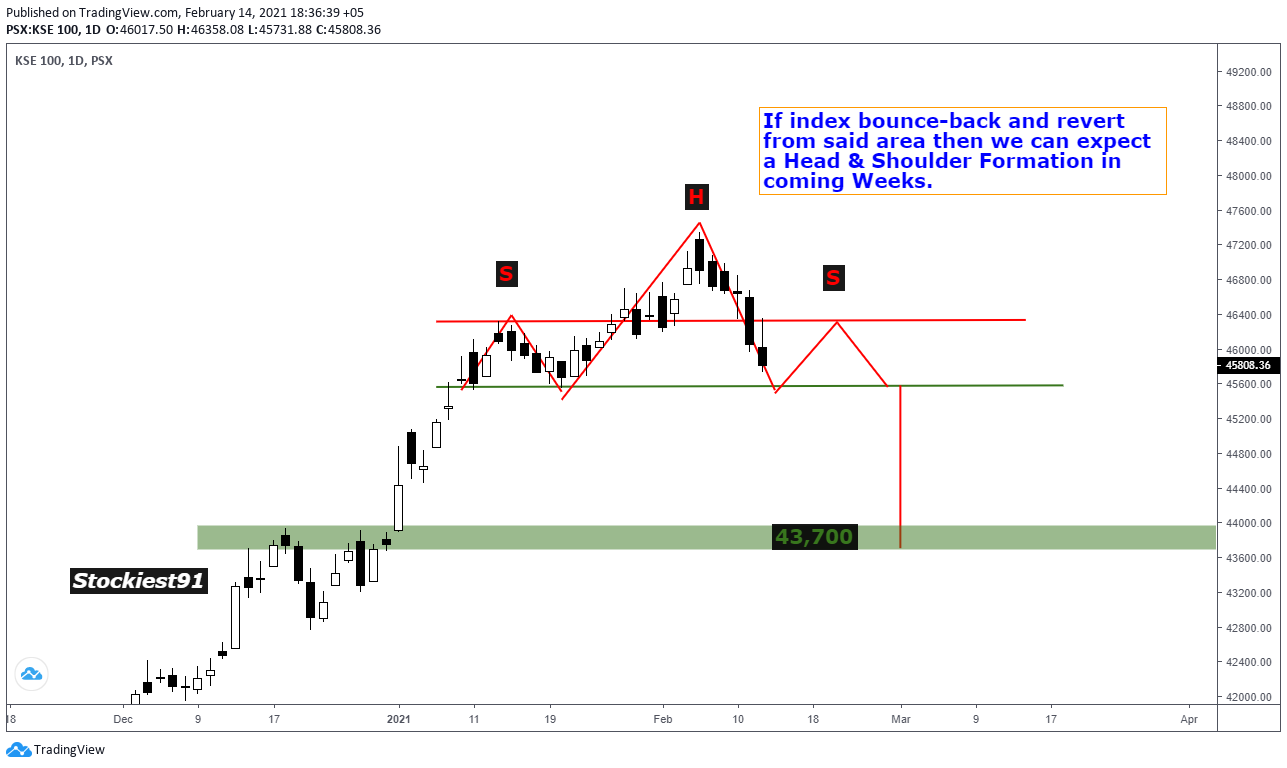 Published on TradingView.com, February 14, 2021 18:36:39 +05
PSX:KSE 100, 1D O:46017.50 H:46358.08 L:45731.88 C:45808.36
KSE 100, 1D, PSX
If index bounce-back and revert
from said area then we can expect
a Head & Shoulder Formation in
coming Weeks.
H
S
S
43,700
Stockiest91
49200.00
48800.00
48400.00
48000.00
47600.00
47200.00
46800.00
46400.00
46000.00
45808.36
45600.00
45200.00
44800.00
44400.00
44000.00
43600.00
43200.00
42800.00
42400.00
42000.00
18 Dec 9 17 2021 11 19 Feb 10 18 Mar 9 17 Apr
TradingView